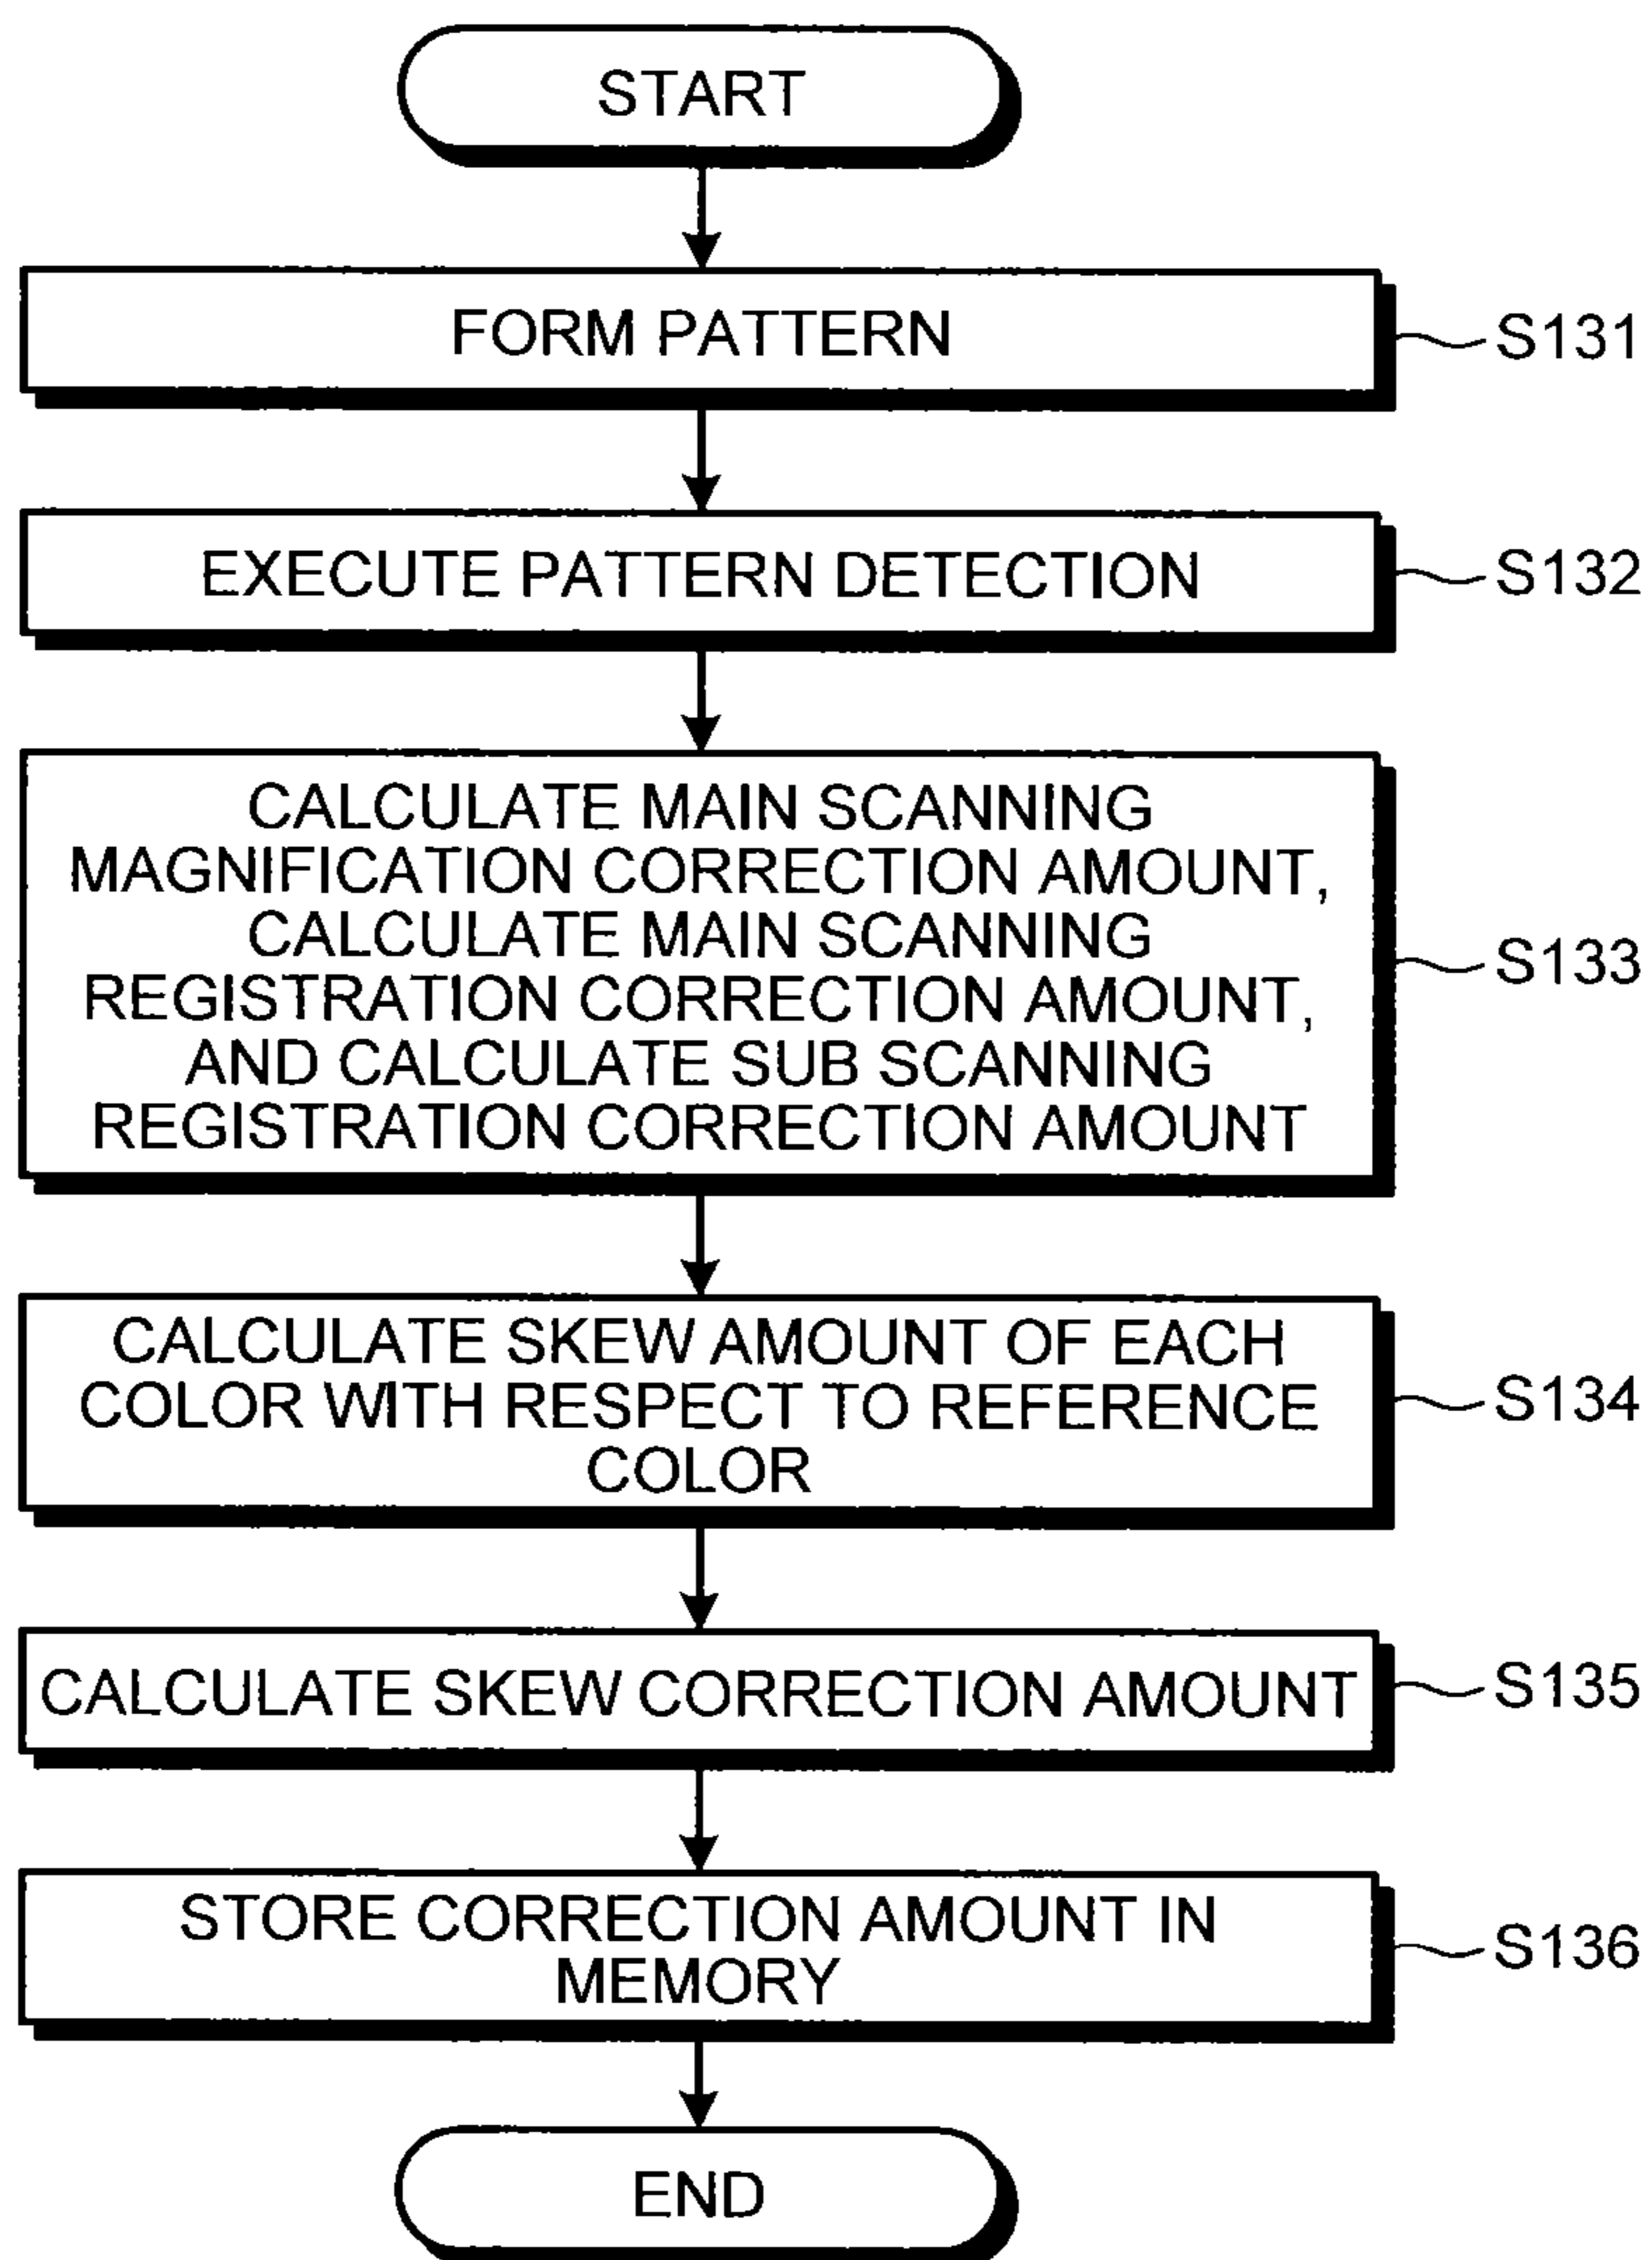 START
FORM PATTERN
S131
EXECUTE PATTERN DETECTION
S132
CALCULATE MAIN SCANNING
MAGNIFICATION CORRECTION AMOUNT,
CALCULATE MAIN SCANNING
REGISTRATION CORRECTION AMOUNT,
AND CALCULATE SUB SCANNING
REGISTRATION CORRECTION AMOUNT
S133
CALCULATE SKEW AMOUNT OF EACH
COLOR WITH RESPECT TO REFERENCE
COLOR
S134
CALCULATE SKEW CORRECTION AMOUNT
S135
STORE CORRECTION AMOUNT IN
MEMORY
S136
END